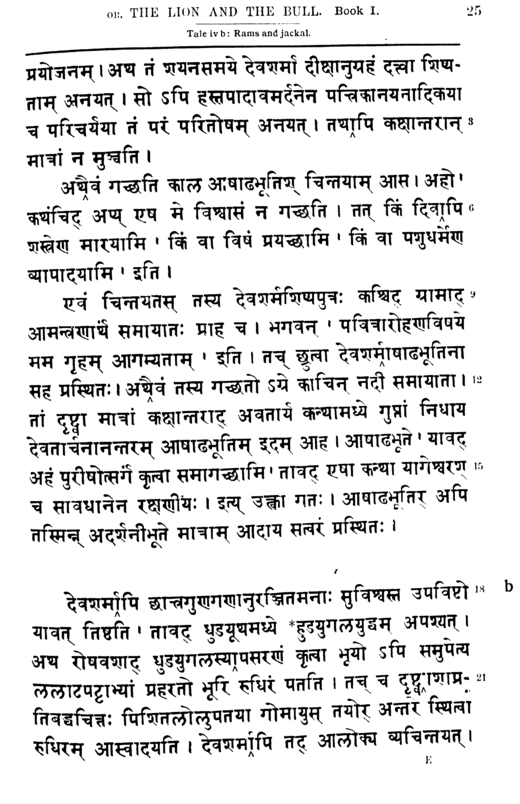 OR, THE LION AND THE BULL. Book I. 25
Tale ivb: Rams and jackal.
प्रयोजनम् । अथ तं शयनसमये देवशर्मा दीक्षानुग्रहं दत्त्वा शिष्य-
ताम् अनयत् । सो ऽपि हस्तपादावमर्दनेन पत्त्रिकानयनादिकया
च परिचर्यया तं परं परितोषम् अनयत् । तथापि कक्षान्तरान् 3
मात्रां न मुञ्चति ।
अथैवं गच्छति काल आषाढभूतिश् चिन्तयाम् आस । अहो '
कथंचिद् अप्य् एष मे विश्वासं न गच्छति । तत् किं दिवापि 6
शस्त्रेण मारयामि ' किं वा विषं प्रयच्छामि ' किं वा पशुधर्मेण
व्यापादयामि ' इति ।
एवं चिन्तयतस् तस्य देवशर्मशिष्यपुत्रः कश्चिद् ग्रामाद् 9
आमन्त्रणार्थं समायातः प्राह च । भगवन् ' पवित्रारोहणविषये
मम गृहम् आगम्यताम् ' इति । तच् छ्रुत्वा देवशर्माषाढभूतिना
सह प्रस्थितः । अथैवं तस्य गच्छतो ऽग्रे काचिन् नदी समायाता । 12
तां दृष्ट्वा मात्रां कक्षान्तराद् अवतार्य कन्थामध्ये गुप्तां निधाय
देवतार्चनानन्तरम् आषाढभूतिम् इदम् आह । आषाढभूते ' यावद्
अहं पुरीषोत्सर्गं कृत्वा समागच्छामि ' तावद् एषा कन्था यागेश्वरश् 15
च सावधानेन रक्षणीयः । इत्य् उक्त्वा गतः । आषाढभूतिर् अपि
तस्मिन्न् अदर्शनीभूते मात्राम् आदाय सत्वरं प्रस्थितः ।
देवशर्मापि छात्त्रगुणगणानुरञ्जितमनाः सुविश्वस्त उपविष्टो 18 b
यावत् तिष्ठति ' तावद् धुडयूथमध्ये *हुडयुगलयुद्धम् अपश्यत् ।
अथ रोषवशाद् धुडयुगलस्यापसरणं कृत्वा भूयो ऽपि समुपेत्य
ललाटपट्टाभ्यां प्रहरतो भूरि रुधिरं पतति । तच् च दृष्ट्वाशाप्र- 21
तिबद्धचित्तः पिशितलोलुपतया गोमायुस् तयोर् अन्तरे स्थित्वा
रुधिरम् आस्वादयति । देवशर्मापि तद् आलोक्य व्यचिन्तयत् ।
E